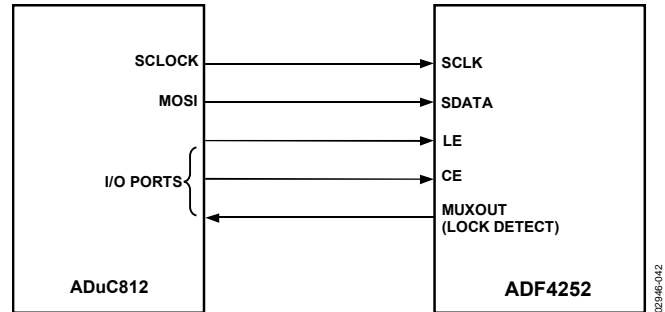 SCLOCK
SCLK
MOSI
SDATA
LE
I/O PORTS
CE
MUXOUT
(LOCK DETECT)
ADuC812
ADF4252
02946-042